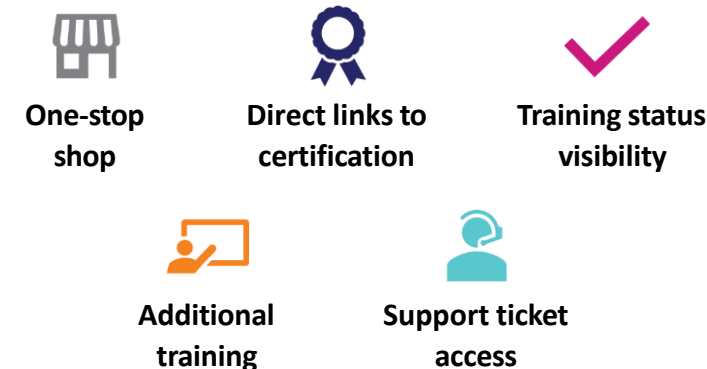 One-stop
shop
Direct links to
certification
Training status
visibility
Additional
training
Support ticket
access